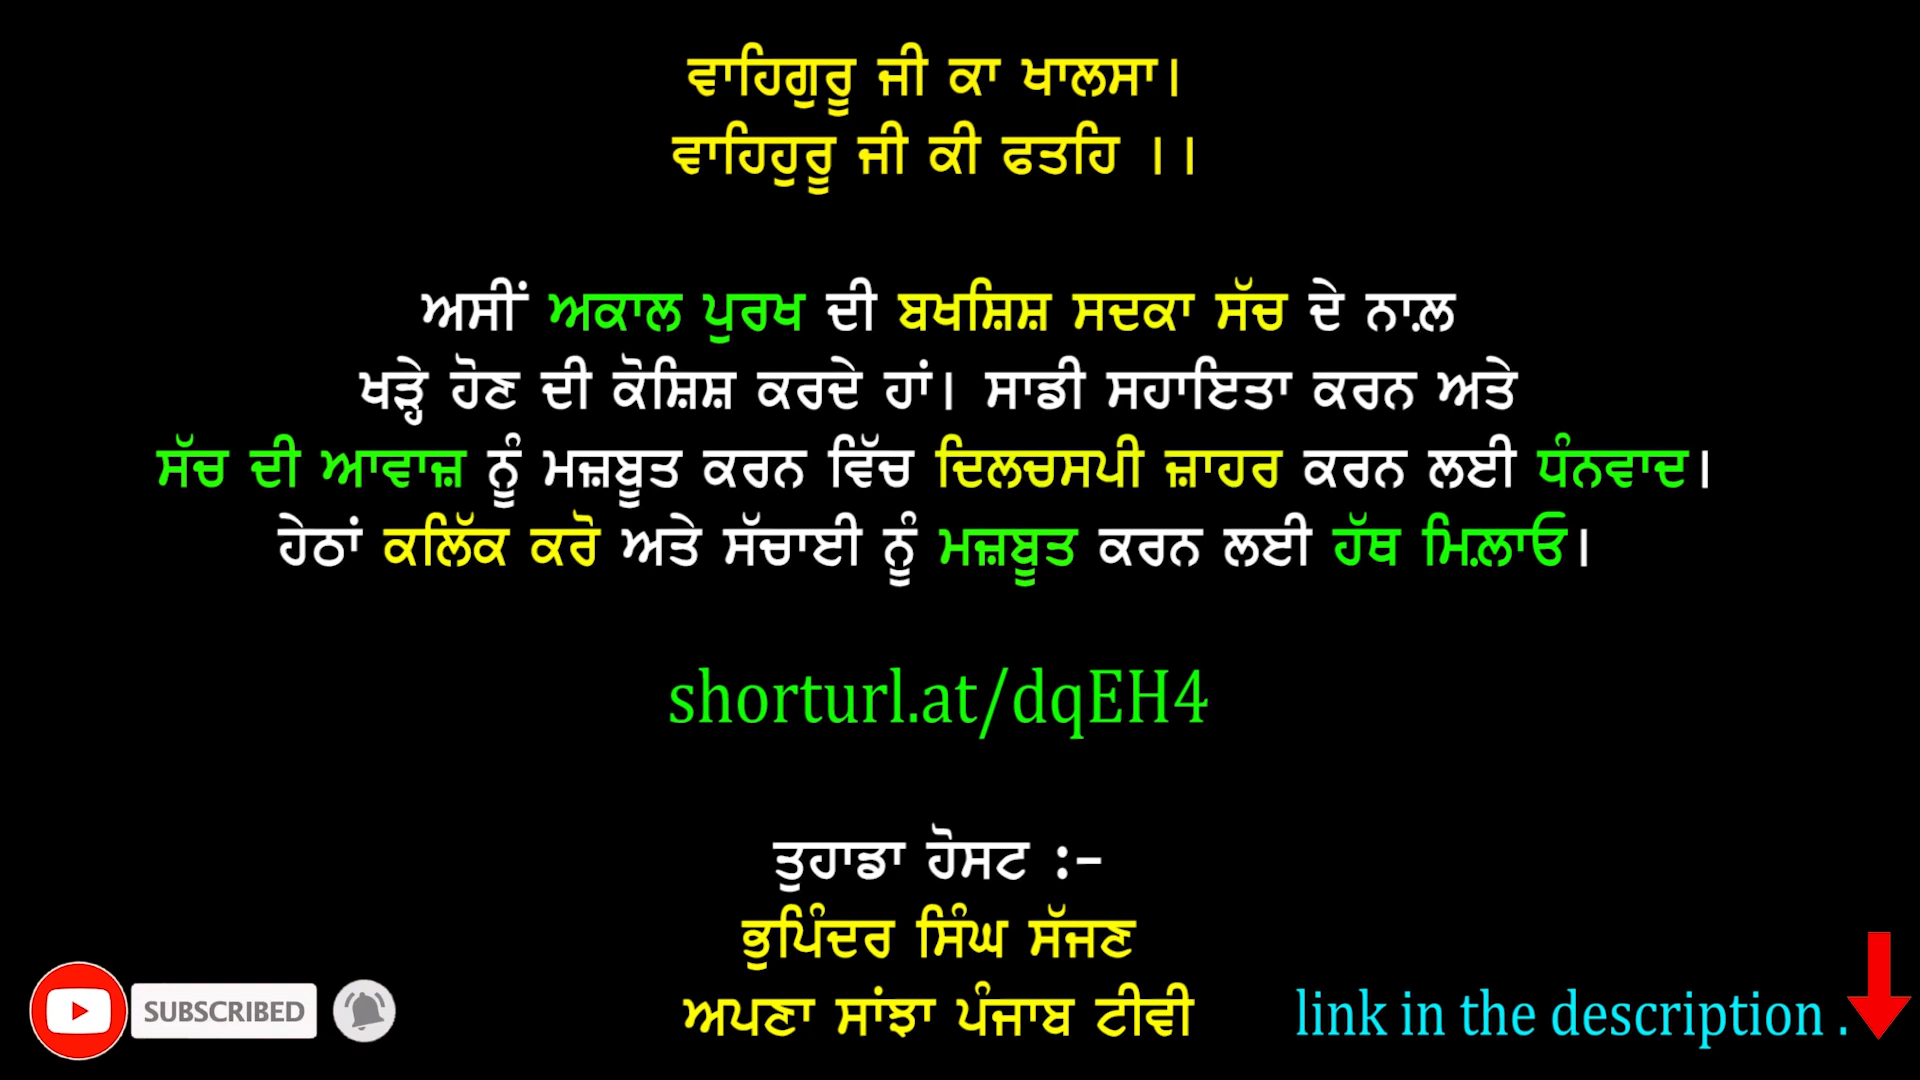 ਵਾਹਿਗੁਰੂ ਜੀ ਕਾ ਖਾਲਸਾ।
ਵਾਹਿਹੁਰੂ ਜੀ ਕੀ ਫਤਹਿ ।।
ਅਸੀਂ ਅਕਾਲ ਪੁਰਖ ਦੀ ਬਖਸ਼ਿਸ਼ ਸਦਕਾ ਸੱਚ ਦੇ ਨਾਲ਼
ਖੜ੍ਹੇ ਹੋਣ ਦੀ ਕੋਸ਼ਿਸ਼ ਕਰਦੇ ਹਾਂ। ਸਾਡੀ ਸਹਾਇਤਾ ਕਰਨ ਅਤੇ
ਸੱਚ ਦੀ ਆਵਾਜ਼ ਨੂੰ ਮਜ਼ਬੂਤ ਕਰਨ ਵਿੱਚ ਦਿਲਚਸਪੀ ਜ਼ਾਹਰ ਕਰਨ ਲਈ ਧੰਨਵਾਦ।
ਹੇਠਾਂ ਕਲਿੱਕ ਕਰੋ ਅਤੇ ਸੱਚਾਈ ਨੂੰ ਮਜ਼ਬੂਤ ਕਰਨ ਲਈ ਹੱਥ ਮਿਲ਼ਾਓ।
shorturl.at/dqEH4
ਤੁਹਾਡਾ ਹੋਸਟ :-
ਭੁਪਿੰਦਰ ਸਿੰਘ ਸੱਜਣ
ਅਪਣਾ ਸਾਂਝਾ ਪੰਜਾਬ ਟੀਵੀ
SUBSCRIBED
link in the description .